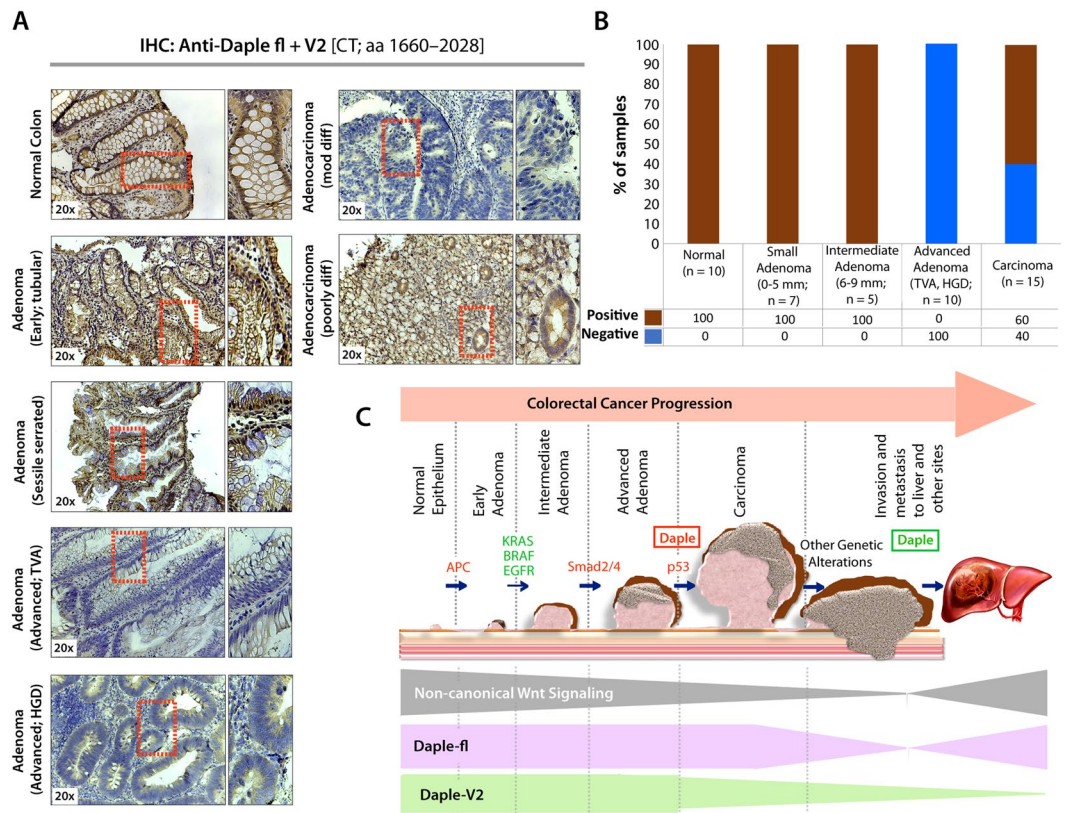 A
IHC: Anti-Daple fl + V2 [CT; aa 1660–2028]
Normal Colon
20x
Adenoma
(Early; tubular)
20x
Adenoma
(Sessile serrated)
20x
Adenoma
(Advanced; TVA)
20x
Adenoma
(Advanced; HGD)
20x
Adenocarcinoma
(mod diff)
20x
Adenocarcinoma
(poorly diff)
20x
B
% of samples
100
90
80
70
60
50
40
30
20
10
0
Normal
(n = 10)
Small
Adenoma
(0-5 mm;
n = 7)
Intermediate
Adenoma
(6-9 mm;
n = 5)
Advanced
Adenoma
(TVA, HGD;
n = 10)
Carcinoma
(n = 15)
Positive 100 100 100 0 60
Negative 0 0 0 100 40
C
Colorectal Cancer Progression
Normal
Epithelium
Early
Adenoma
Intermediate
Adenoma
Advanced
Adenoma
Carcinoma
Invasion and
metastasis
to liver and
other sites
APC
KRAS
BRAF
EGFR
Smad2/4
Daple
p53
Other Genetic
Alterations
Daple
Non-canonical Wnt Signaling
Daple-fl
Daple-V2